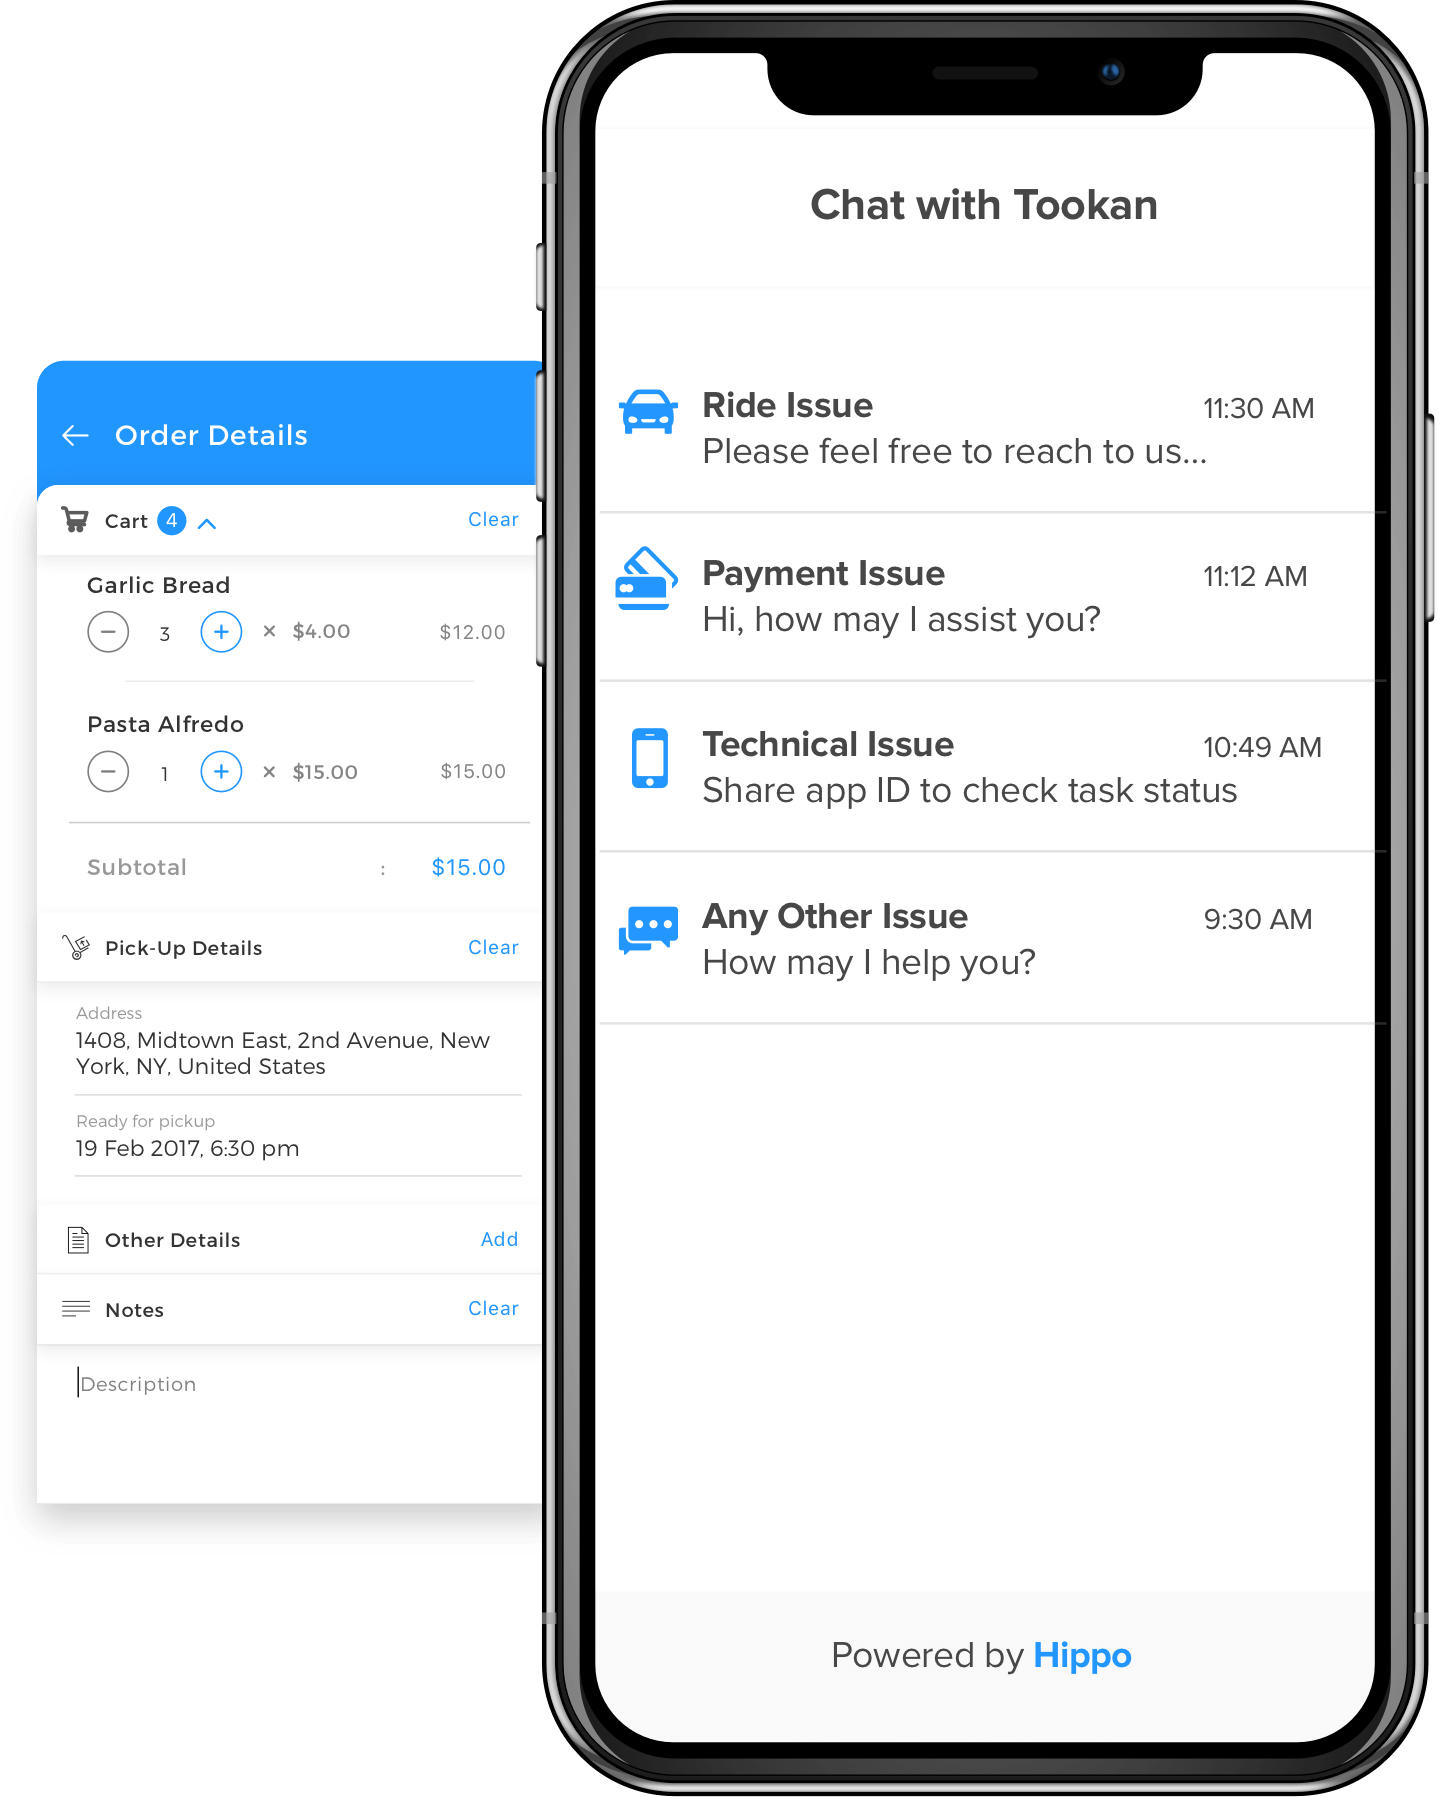 Order Details
Cart 4 Clear
Garlic Bread
3 × $4.00 $12.00
Pasta Alfredo
1 × $15.00 $15.00
Subtotal : $15.00
Pick-Up Details Clear
Address
1408, Midtown East, 2nd Avenue, New
York, NY, United States
Ready for pickup
19 Feb 2017, 6:30 pm
Other Details Add
Notes Clear
Description
Chat with Tookan
Ride Issue 11:30 AM
Please feel free to reach to us...
Payment Issue 11:12 AM
Hi, how may I assist you?
Technical Issue 10:49 AM
Share app ID to check task status
Any Other Issue 9:30 AM
How may I help you?
Powered by Hippo